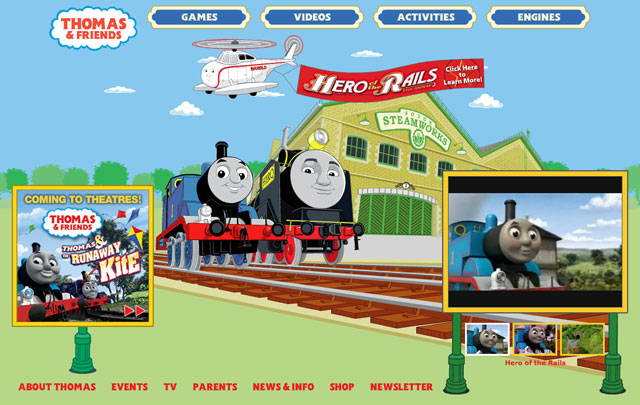 THOMAS
& FRIENDS
GAMES
VIDEOS
ACTIVITIES
ENGINES
HAROLD
HERO of the RAILS
Click Here
to
Learn More!
SODOR
STEAMWORKS
COMING TO THEATRES!
THOMAS
& FRIENDS
THOMAS &
THE RUNAWAY
KITE
Hero of the Rails
ABOUT THOMAS EVENTS TV PARENTS NEWS & INFO SHOP NEWSLETTER